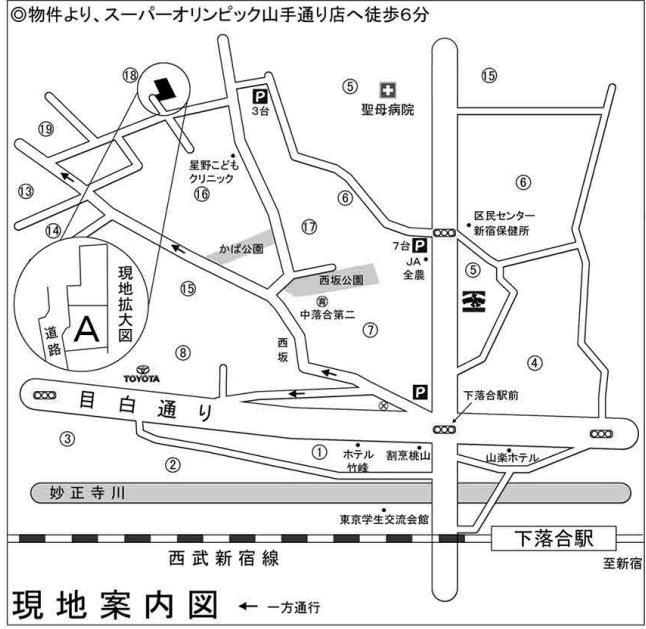 ◎物件より、スーパーオリンピック山手通り店へ徒歩6分
⑱
⑤
⑮
聖母病院
P
3台
⑲
星野こども
クリニック
⑯
⑥
⑥
⑬
⑭
⑰
区民センター
新宿保健所
かば公園
7台 P
JA
全農
⑤
現地拡大図
西坂公園
⑮
中落合第二
A
道路
⑦
西坂
⑧
④
TOYOTA
P
下落合駅前
目白通り
③
①
②
ホテル
竹峰
割烹桃山
山楽ホテル
妙正寺川
東京学生交流会館
下落合駅
西武新宿線
至新宿
現地案内図
← 一方通行